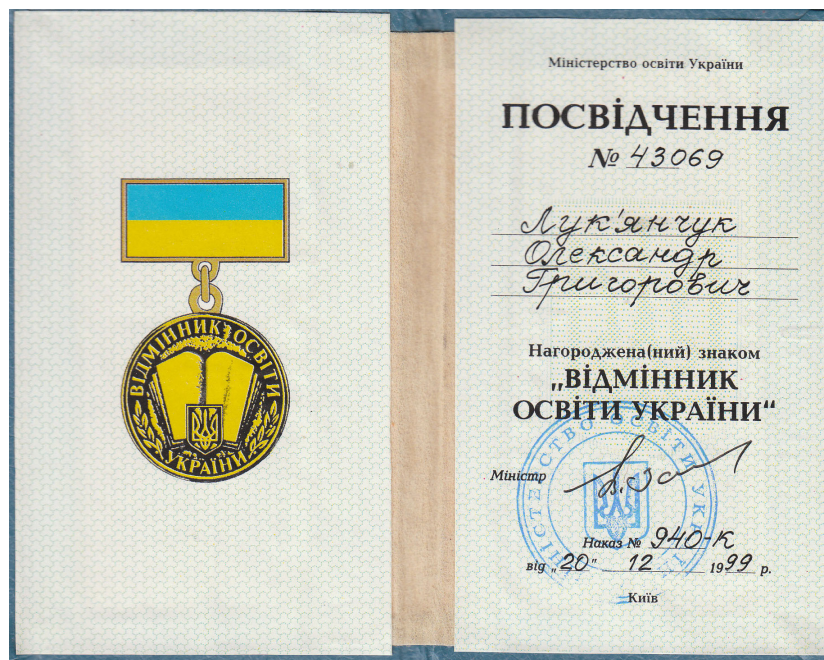 ВІДМІННИК ОСВІТИ
УКРАЇНИ
Міністерство освіти України
ПОСВІДЧЕННЯ
№ 43069
Лук'янчук
Олександр
Григорович
Нагороджена(ний) знаком
„ВІДМІННИК
ОСВІТИ УКРАЇНИ“
Міністр
Наказ № 940-К
від „20" 12 1999 р.
Київ